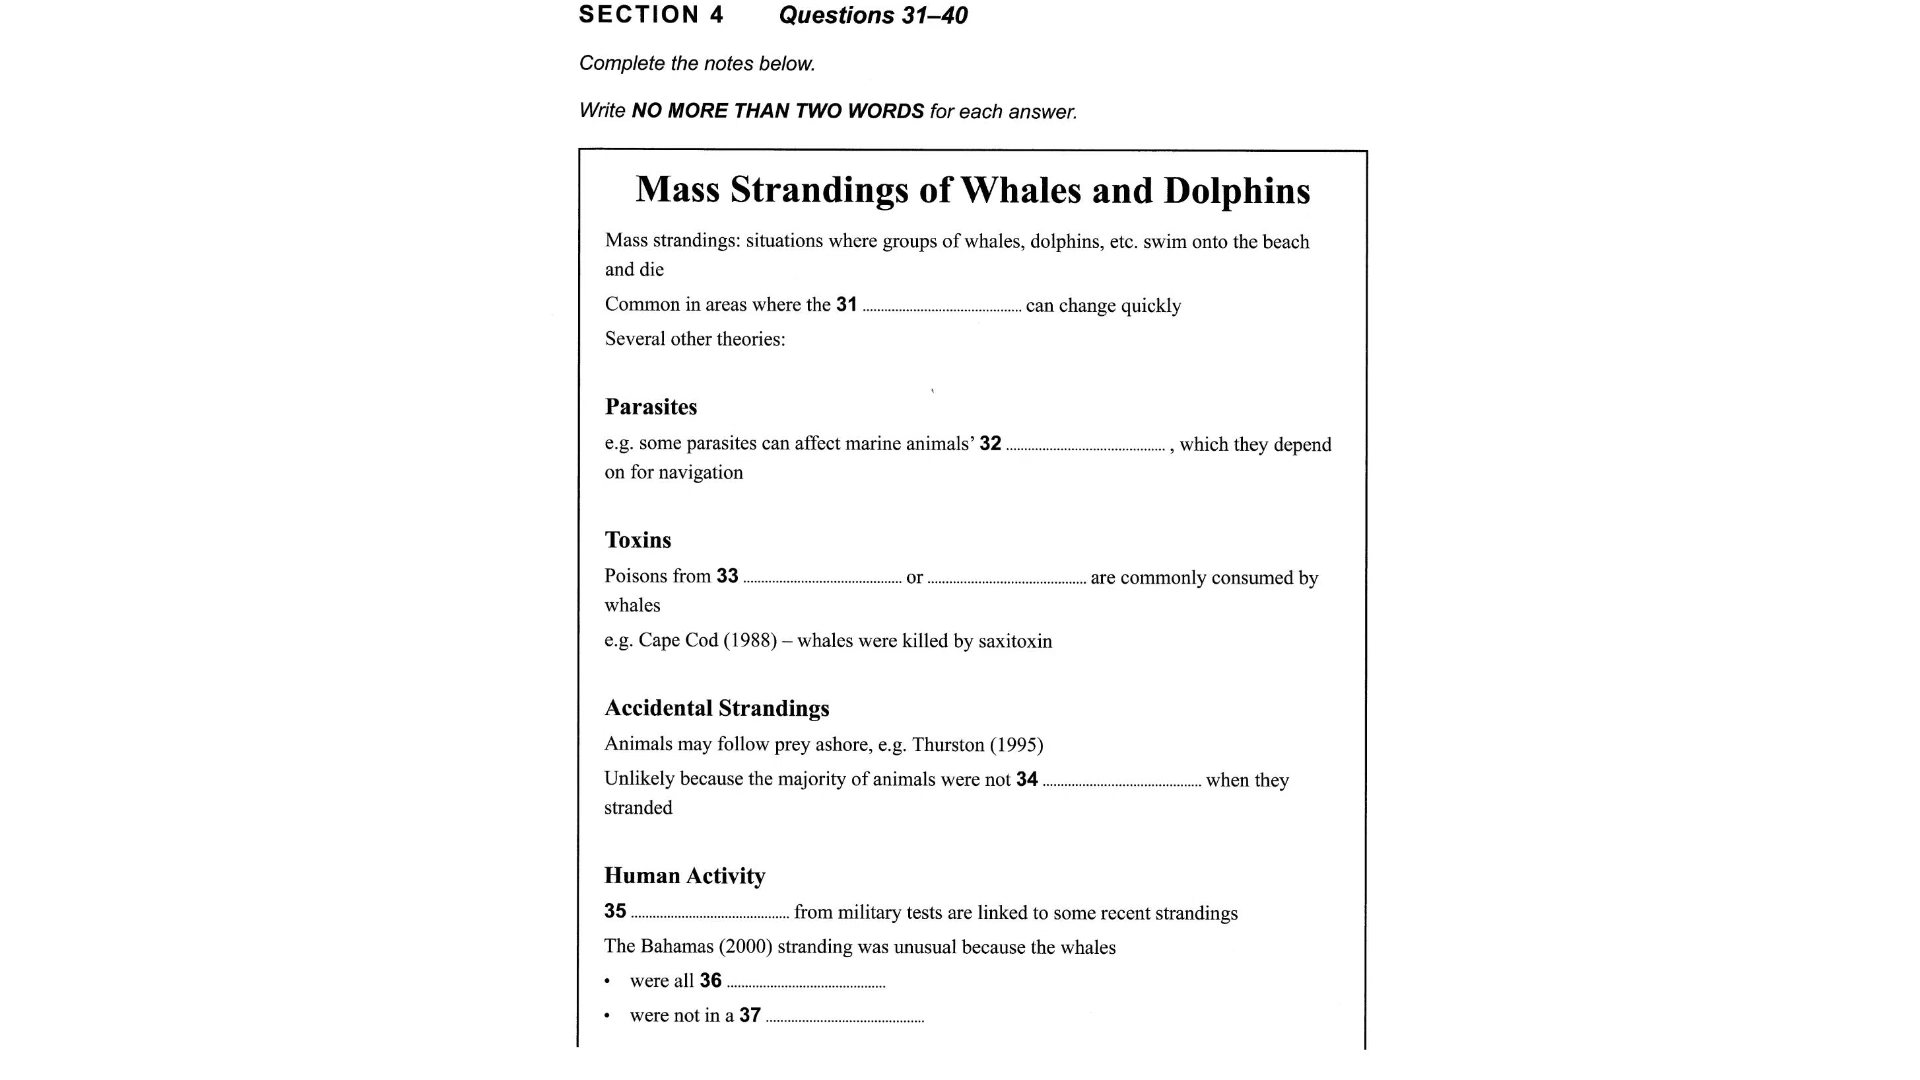 SECTION 4 Questions 31–40
Complete the notes below.
Write NO MORE THAN TWO WORDS for each answer.
Mass Strandings of Whales and Dolphins
Mass strandings: situations where groups of whales, dolphins, etc. swim onto the beach
and die
Common in areas where the 31 ........................................ can change quickly
Several other theories:
Parasites
e.g. some parasites can affect marine animals’ 32 ........................................ , which they depend
on for navigation
Toxins
Poisons from 33 ........................................ or ........................................ are commonly consumed by
whales
e.g. Cape Cod (1988) – whales were killed by saxitoxin
Accidental Strandings
Animals may follow prey ashore, e.g. Thurston (1995)
Unlikely because the majority of animals were not 34 ........................................ when they
stranded
Human Activity
35 ........................................ from military tests are linked to some recent strandings
The Bahamas (2000) stranding was unusual because the whales
• were all 36 ........................................
• were not in a 37 ........................................